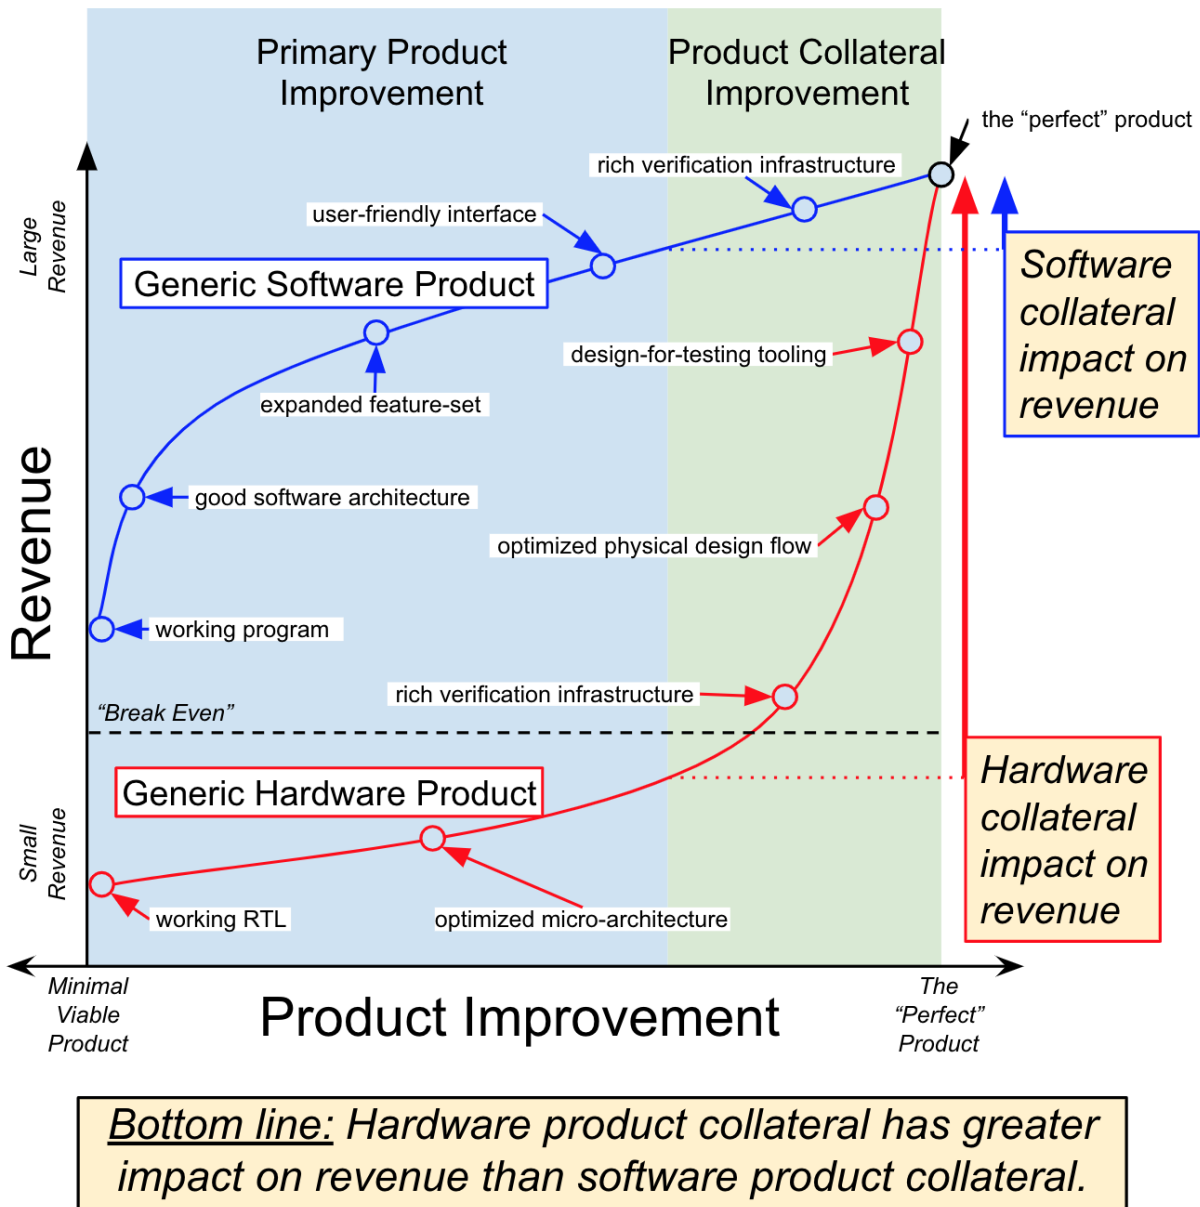 Primary Product
Improvement
Product Collateral
Improvement
the “perfect” product
rich verification infrastructure
user-friendly interface
Large
Revenue
Generic Software Product
Software
collateral
impact on
revenue
design-for-testing tooling
expanded feature-set
Revenue
good software architecture
optimized physical design flow
working program
rich verification infrastructure
“Break Even”
Generic Hardware Product
Hardware
collateral
impact on
revenue
Small
Revenue
working RTL
optimized micro-architecture
Minimal
Viable
Product
Product Improvement
The
“Perfect”
Product
Bottom line: Hardware product collateral has greater
impact on revenue than software product collateral.